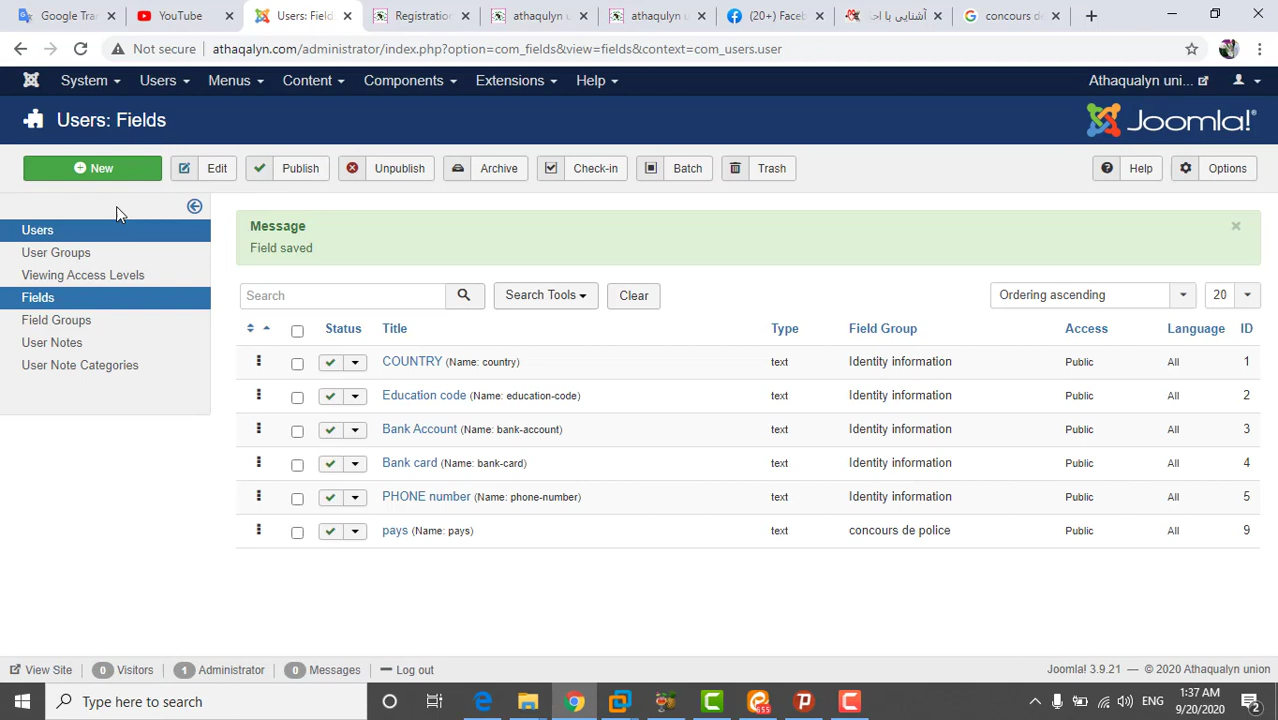 Google Tra
YouTube
Users: Field
Registration
athaqulyn u
athaqulyn u
(20+) Faceb
آشنایی با احت
concours d
Not secure
athaqalyn.com/administrator/index.php?option=com_fields&view=fields&context=com_users.user
System
Users
Menus
Content
Components
Extensions
Help
Athaqualyn uni...
Users: Fields
Joomla!
New
Edit
Publish
Unpublish
Archive
Check-in
Batch
Trash
Help
Options
Users
User Groups
Viewing Access Levels
Fields
Field Groups
User Notes
User Note Categories
Message
Field saved
Search
Search Tools
Clear
Ordering ascending
20
Status Title Type Field Group Access Language ID
COUNTRY (Name: country) text Identity information Public All 1
Education code (Name: education-code) text Identity information Public All 2
Bank Account (Name: bank-account) text Identity information Public All 3
Bank card (Name: bank-card) text Identity information Public All 4
PHONE number (Name: phone-number) text Identity information Public All 5
pays (Name: pays) text concours de police Public All 9
View Site
0 Visitors
1 Administrator
0 Messages
Log out
Joomla! 3.9.21 — © 2020 Athaqualyn union
Type here to search
655
ENG
1:37 AM
9/20/2020
2